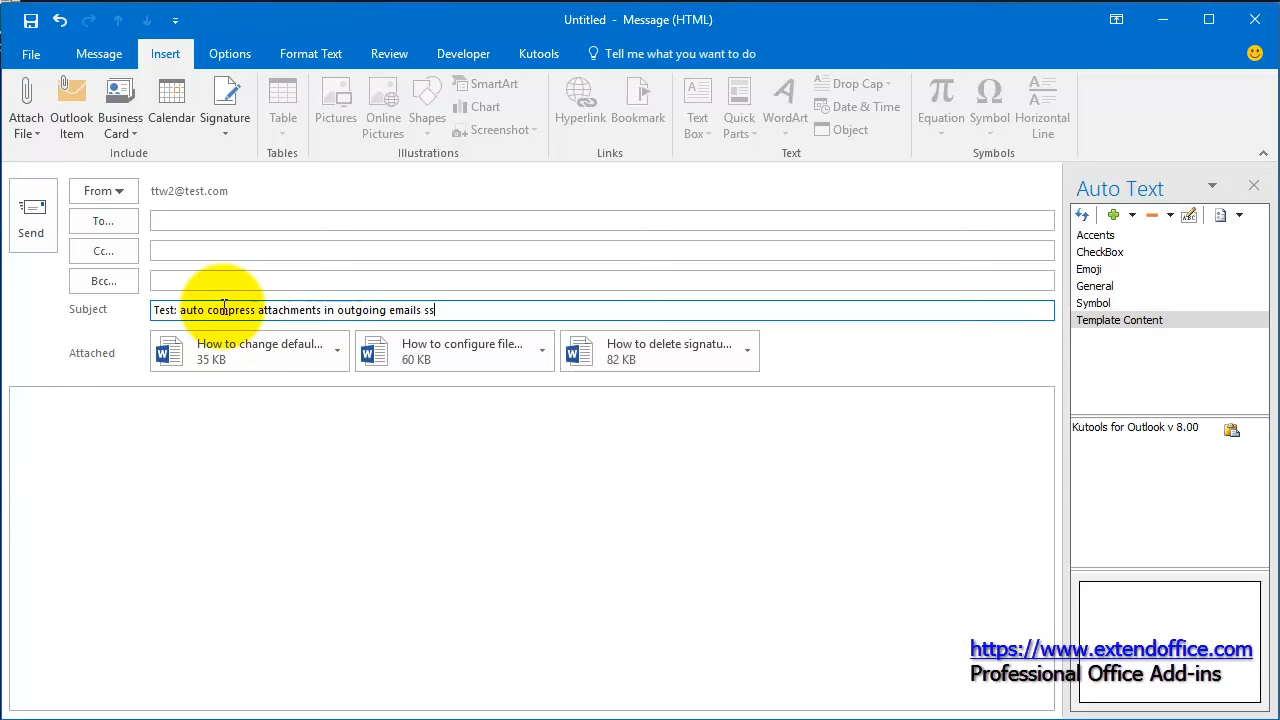 Untitled - Message (HTML)
File Message Insert Options Format Text Review Developer Kutools Tell me what you want to do
Attach File Outlook Item Business Card Calendar Signature
Table
Pictures Online Pictures Shapes SmartArt Chart Screenshot
Hyperlink Bookmark
Text Box Quick Parts WordArt Drop Cap Date & Time Object
Equation Symbol Horizontal Line
Include Tables Illustrations Links Text Symbols
Send
From ttw2@test.com
To...
Cc...
Bcc...
Subject Test: auto compress attachments in outgoing emails ss
Attached
How to change defaul...
35 KB
How to configure file...
60 KB
How to delete signatu...
82 KB
Auto Text
ABC
Accents
CheckBox
Emoji
General
Symbol
Template Content
Kutools for Outlook v 8.00
https://www.extendoffice.com
Professional Office Add-ins